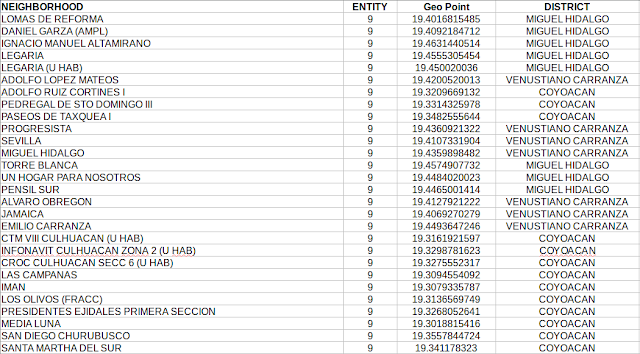 NEIGHBORHOOD ENTITY Geo Point DISTRICT
LOMAS DE REFORMA 9 19.4016815485 MIGUEL HIDALGO
DANIEL GARZA (AMPL) 9 19.4092184712 MIGUEL HIDALGO
IGNACIO MANUEL ALTAMIRANO 9 19.4631440514 MIGUEL HIDALGO
LEGARIA 9 19.4555305454 MIGUEL HIDALGO
LEGARIA (U HAB) 9 19.450020036 MIGUEL HIDALGO
ADOLFO LOPEZ MATEOS 9 19.4200520013 VENUSTIANO CARRANZA
ADOLFO RUIZ CORTINES I 9 19.3209669132 COYOACAN
PEDREGAL DE STO DOMINGO III 9 19.3314325978 COYOACAN
PASEOS DE TAXQUEA I 9 19.3482555644 COYOACAN
PROGRESISTA 9 19.4360921322 VENUSTIANO CARRANZA
SEVILLA 9 19.4107331904 VENUSTIANO CARRANZA
MIGUEL HIDALGO 9 19.4359898483 VENUSTIANO CARRANZA
TORRE BLANCA 9 19.4574907732 MIGUEL HIDALGO
UN HOGAR PARA NOSOTROS 9 19.4484020023 MIGUEL HIDALGO
PENSIL SUR 9 19.4465001414 MIGUEL HIDALGO
ALVARO OBREGON 9 19.4127921222 VENUSTIANO CARRANZA
JAMAICA 9 19.4069270279 VENUSTIANO CARRANZA
EMILIO CARRANZA 9 19.4493647246 VENUSTIANO CARRANZA
CTM VIII CULHUACAN (U HAB) 9 19.3161921597 COYOACAN
INFONAVIT CULHUACAN ZONA 2 (U HAB) 9 19.3298781623 COYOACAN
CROC CULHUACAN SECC 6 (U HAB) 9 19.3275552317 COYOACAN
LAS CAMPANAS 9 19.3094554092 COYOACAN
IMAN 9 19.3079335787 COYOACAN
LOS OLIVOS (FRACC) 9 19.3136569749 COYOACAN
PRESIDENTES EJIDALES PRIMERA SECCION 9 19.3268052641 COYOACAN
MEDIA LUNA 9 19.3018815416 COYOACAN
SAN DIEGO CHURUBUSCO 9 19.3557844724 COYOACAN
SANTA MARTHA DEL SUR 9 19.341178323 COYOACAN